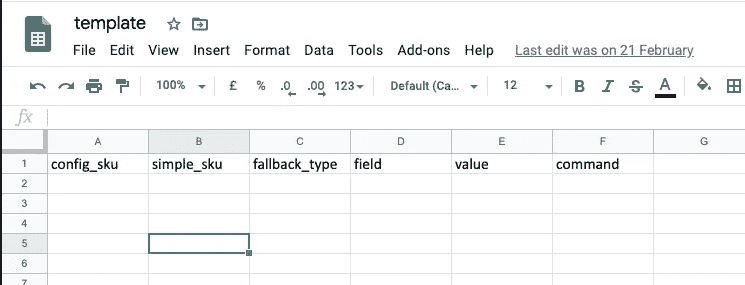 template
File Edit View Insert Format Data Tools Add-ons Help Last edit was on 21 February
100% £ % .0 .00 123 Default (Ca... 12 B I S A
fx
A B C D E F G
1 config_sku simple_sku fallback_type field value command
2
3
4
5
6
7